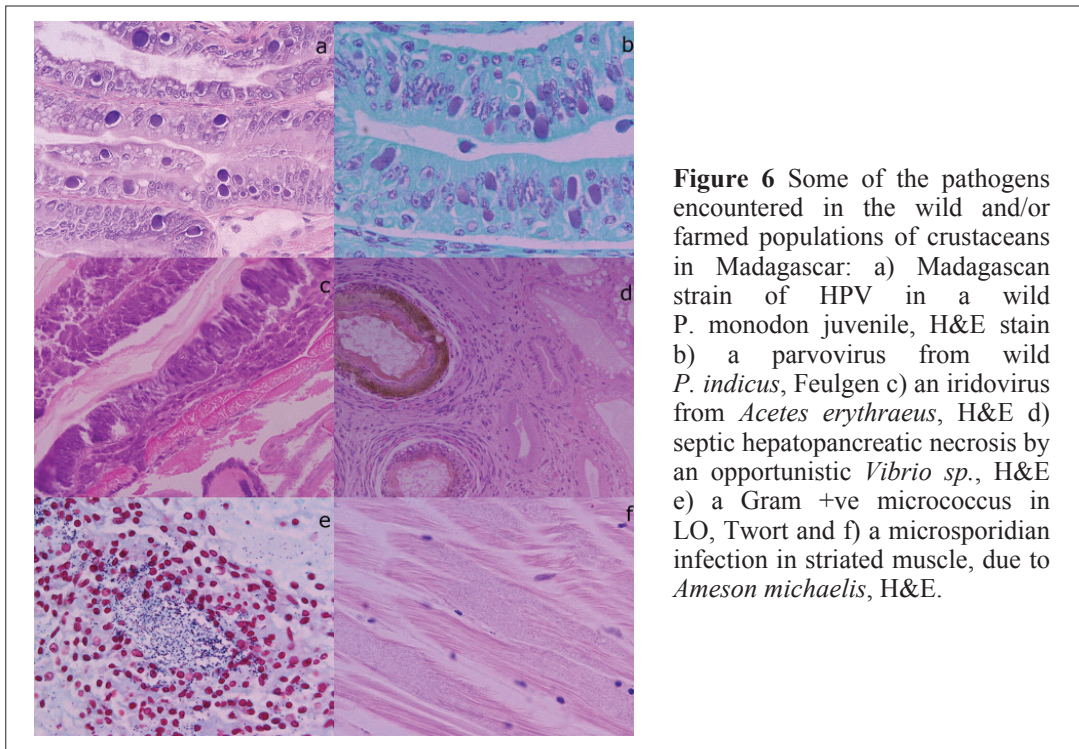 a
b
c
d
e
f
Figure 6 Some of the pathogens
encountered in the wild and/or
farmed populations of crustaceans
in Madagascar: a) Madagascan
strain of HPV in a wild
P. monodon juvenile, H&E stain
b) a parvovirus from wild
P. indicus, Feulgen c) an iridovirus
from Acetes erythraeus, H&E d)
septic hepatopancreatic necrosis by
an opportunistic Vibrio sp., H&E
e) a Gram +ve micrococcus in
LO, Twort and f) a microsporidian
infection in striated muscle, due to
Ameson michaelis, H&E.